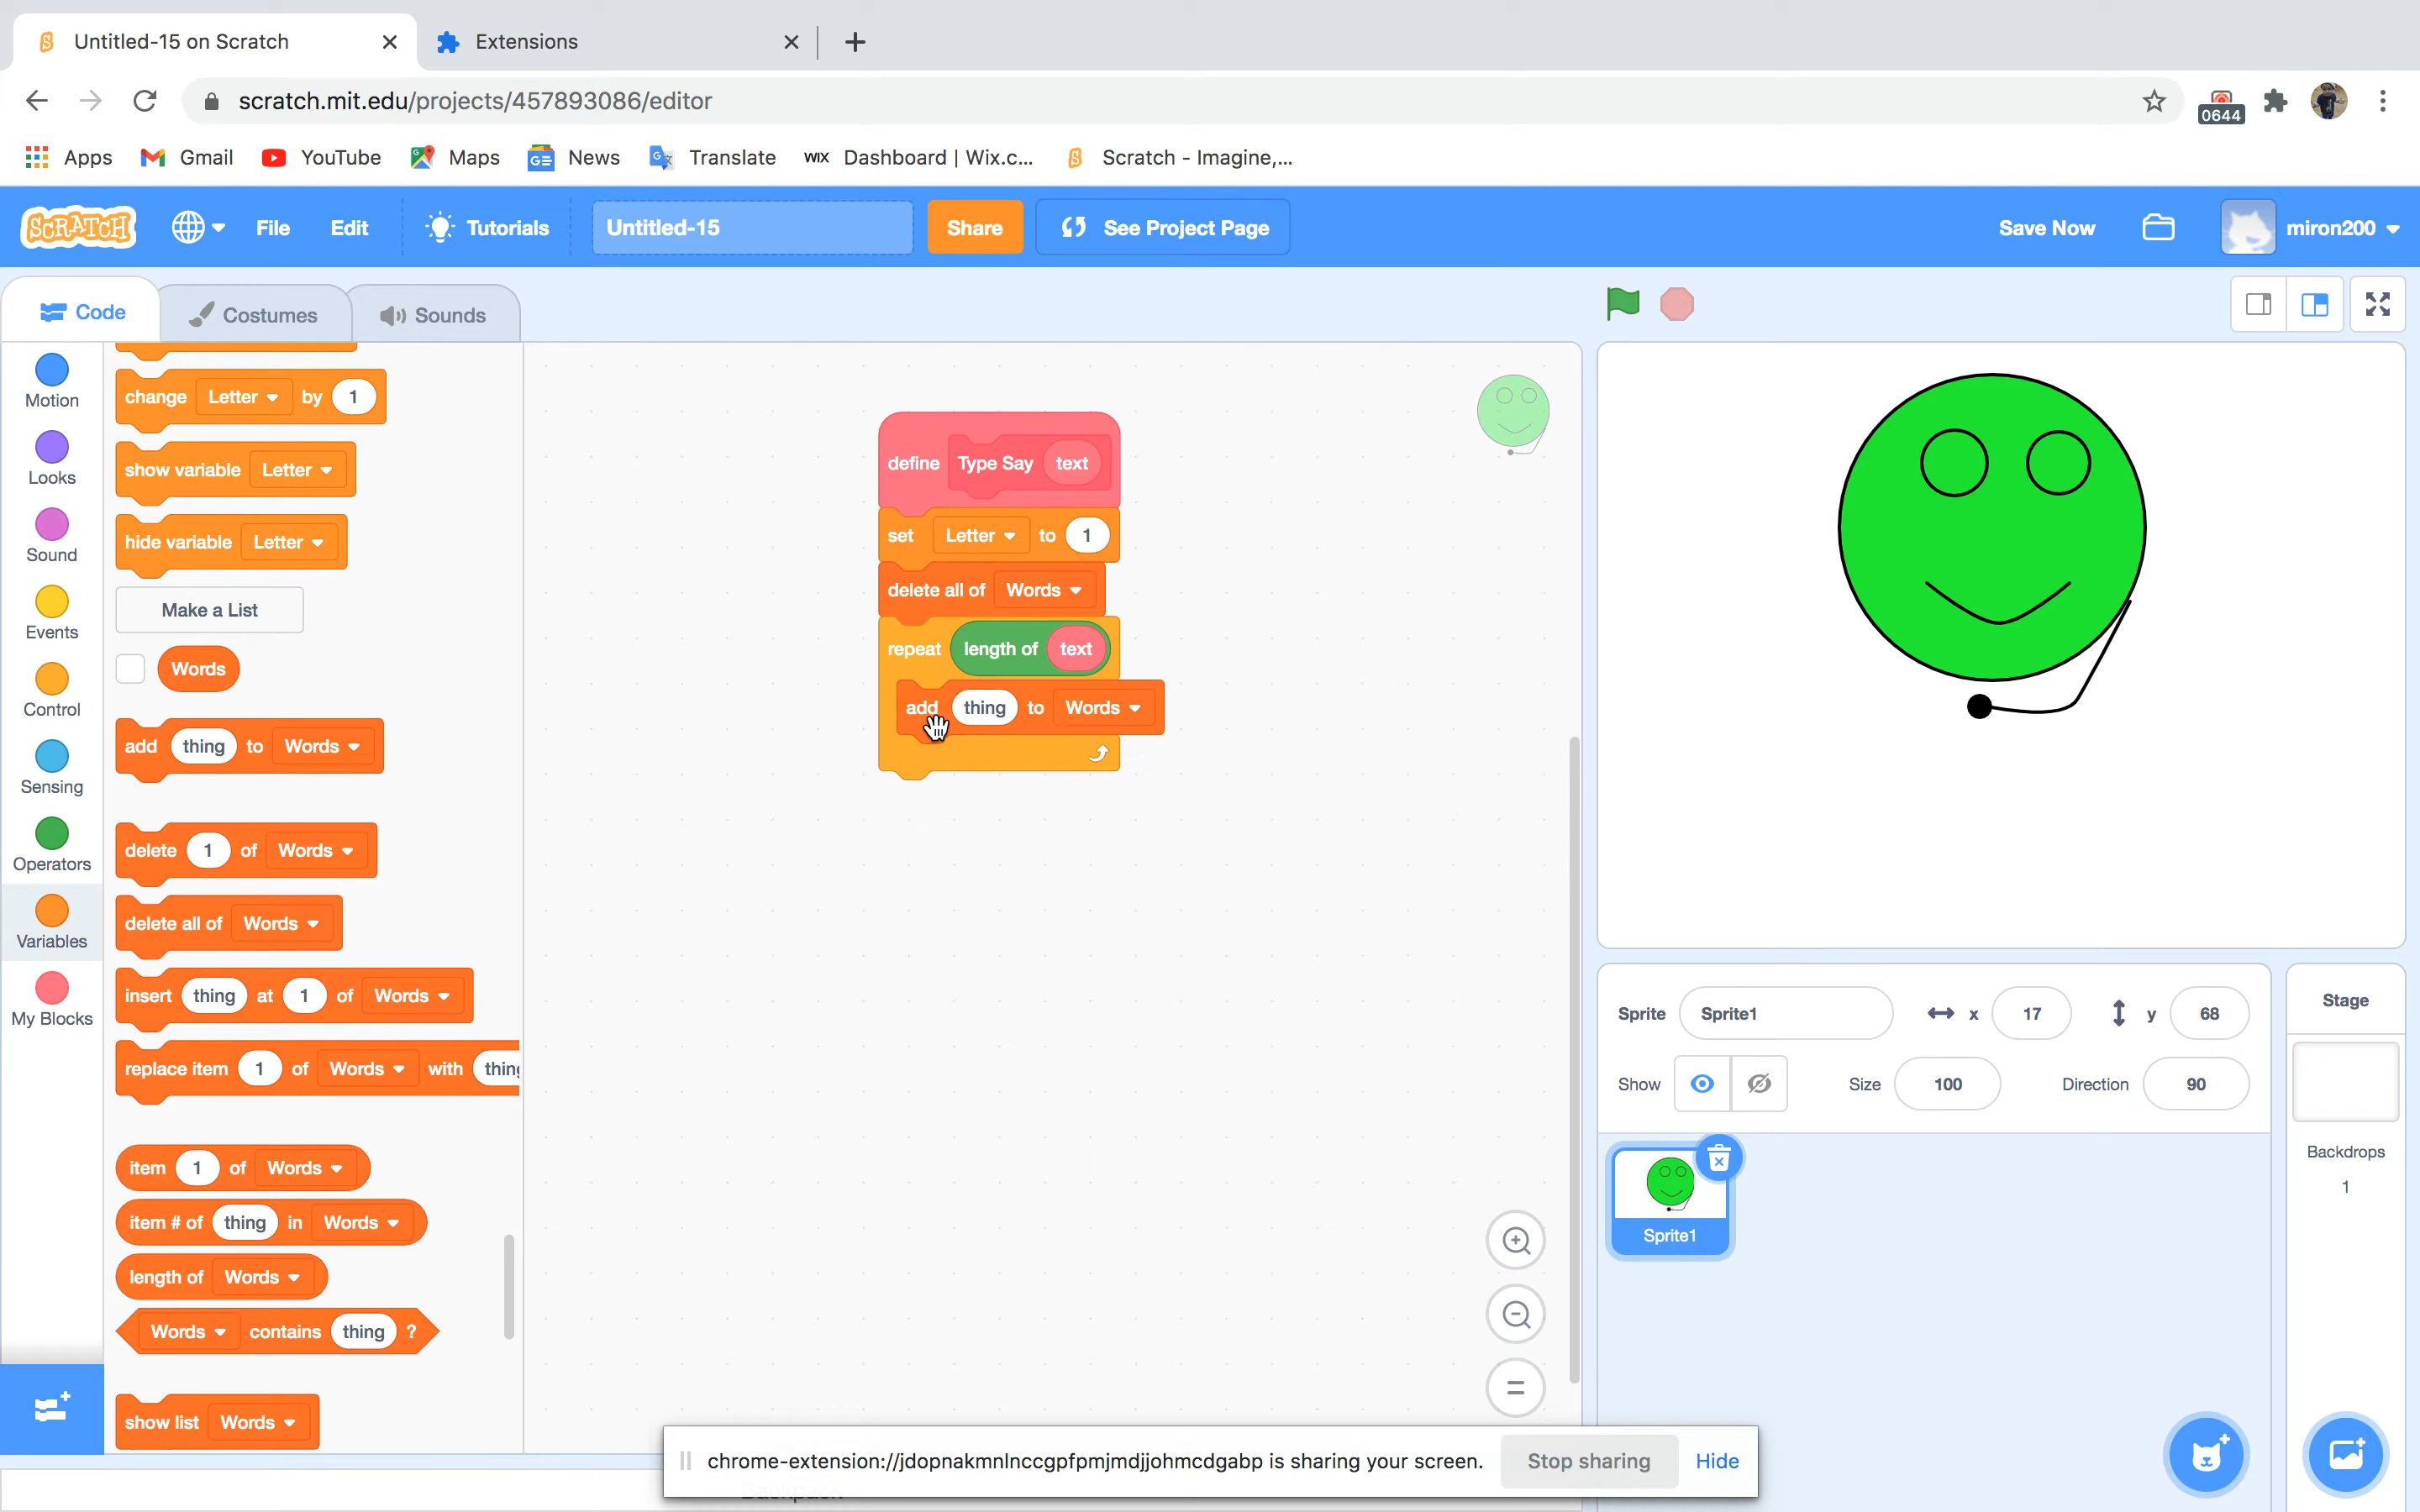 Untitled-15 on Scratch
Extensions
scratch.mit.edu/projects/457893086/editor
0644
Apps
Gmail
YouTube
Maps
News
Translate
WIX Dashboard | Wix.c...
Scratch - Imagine,...
SCRATCH
File
Edit
Tutorials
Untitled-15
Share
See Project Page
Save Now
miron200
Code
Costumes
Sounds
Motion
Looks
Sound
Events
Control
Sensing
Operators
Variables
My Blocks
change Letter by 1
show variable Letter
hide variable Letter
Make a List
Words
add thing to Words
delete 1 of Words
delete all of Words
insert thing at 1 of Words
replace item 1 of Words with thing
item 1 of Words
item # of thing in Words
length of Words
Words contains thing ?
show list Words
define Type Say text
set Letter to 1
delete all of Words
repeat length of text
add thing to Words
Sprite Sprite1 x 17 y 68
Show Size 100 Direction 90
Sprite1
Stage
Backdrops
1
chrome-extension://jdopnakmnlnccgpfpmjmdjjohmcdgabp is sharing your screen.
Stop sharing
Hide